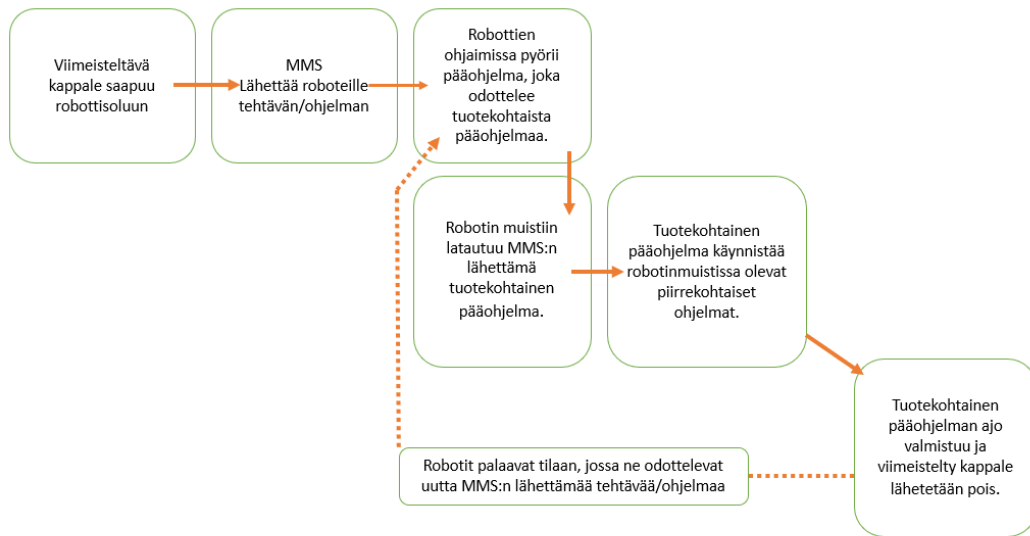 Viimeisteltävä
kappale saapuu
robottisoluun
MMS
Lähettää roboteille
tehtävän/ohjelman
Robottien
ohjaimissa pyörii
pääohjelma, joka
odottelee
tuotekohtaista
pääohjelmaa.
Robotin muistiin
latautuu MMS:n
lähettämä
tuotekohtainen
pääohjelma.
Tuotekohtainen
pääohjelma käynnistää
robotinmuistissa olevat
piirrekohtaiset
ohjelmat.
Tuotekohtainen
pääohjelman ajo
valmistuu ja
viimeistelty kappale
lähetetään pois.
Robotit palaavat tilaan, jossa ne odottelevat
uutta MMS:n lähettämää tehtävää/ohjelmaa